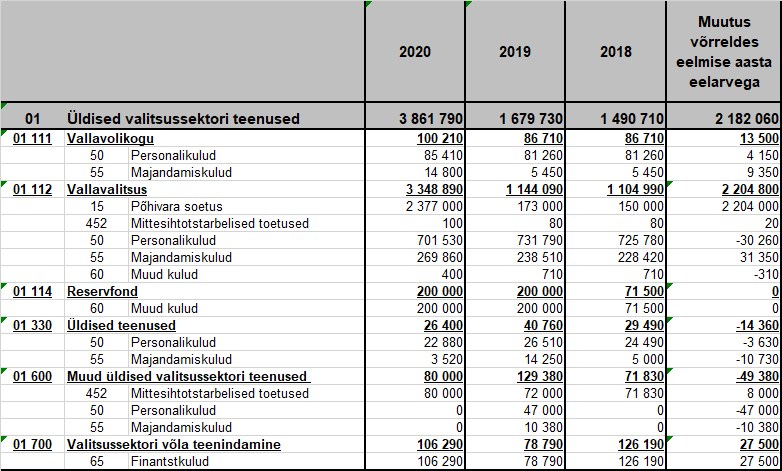 2020 2019 2018 Muutus võrreldes eelmise aasta eelarvega
01 Üldised valitsussektori teenused 3 861 790 1 679 730 1 490 710 2 182 060
01 111 Vallavolikogu 100 210 86 710 86 710 13 500
50 Personalikulud 85 410 81 260 81 260 4 150
55 Majandamiskulud 14 800 5 450 5 450 9 350
01 112 Vallavalitsus 3 348 890 1 144 090 1 104 990 2 204 800
15 Põhivara soetus 2 377 000 173 000 150 000 2 204 000
452 Mittesihtotstarbelised toetused 100 80 80 20
50 Personalikulud 701 530 731 790 725 780 -30 260
55 Majandamiskulud 269 860 238 510 228 420 31 350
60 Muud kulud 400 710 710 -310
01 114 Reservfond 200 000 200 000 71 500 0
60 Muud kulud 200 000 200 000 71 500 0
01 330 Üldised teenused 26 400 40 760 29 490 -14 360
50 Personalikulud 22 880 26 510 24 490 -3 630
55 Majandamiskulud 3 520 14 250 5 000 -10 730
01 600 Muud üldised valitsussektori teenused 80 000 129 380 71 830 -49 380
452 Mittesihtotstarbelised toetused 80 000 72 000 71 830 8 000
50 Personalikulud 0 47 000 0 -47 000
55 Majandamiskulud 0 10 380 0 -10 380
01 700 Valitsussektori võla teenindamine 106 290 78 790 126 190 27 500
65 Finantstkulud 106 290 78 790 126 190 27 500